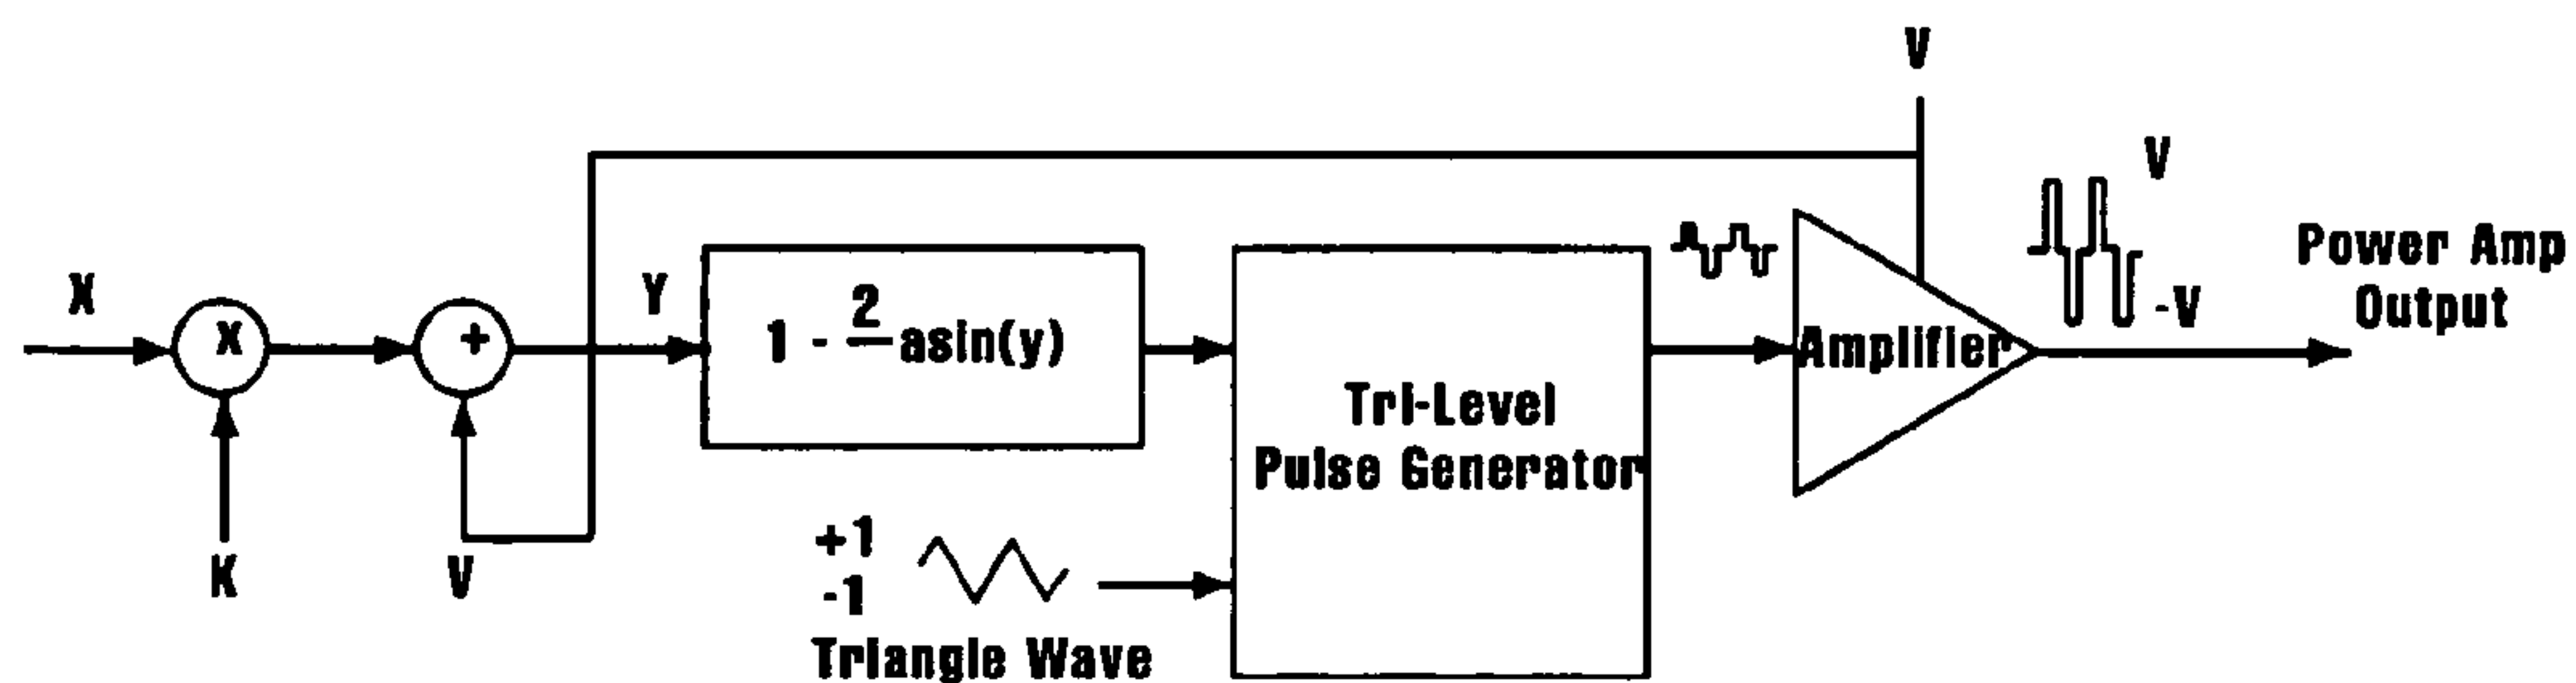 V
V
X
Y
2
1 - — asin(y)
X
+
Amplifier
-V
Power Amp
Output
Tri-Level
Pulse Generator
K
V
+1
-1
Triangle Wave